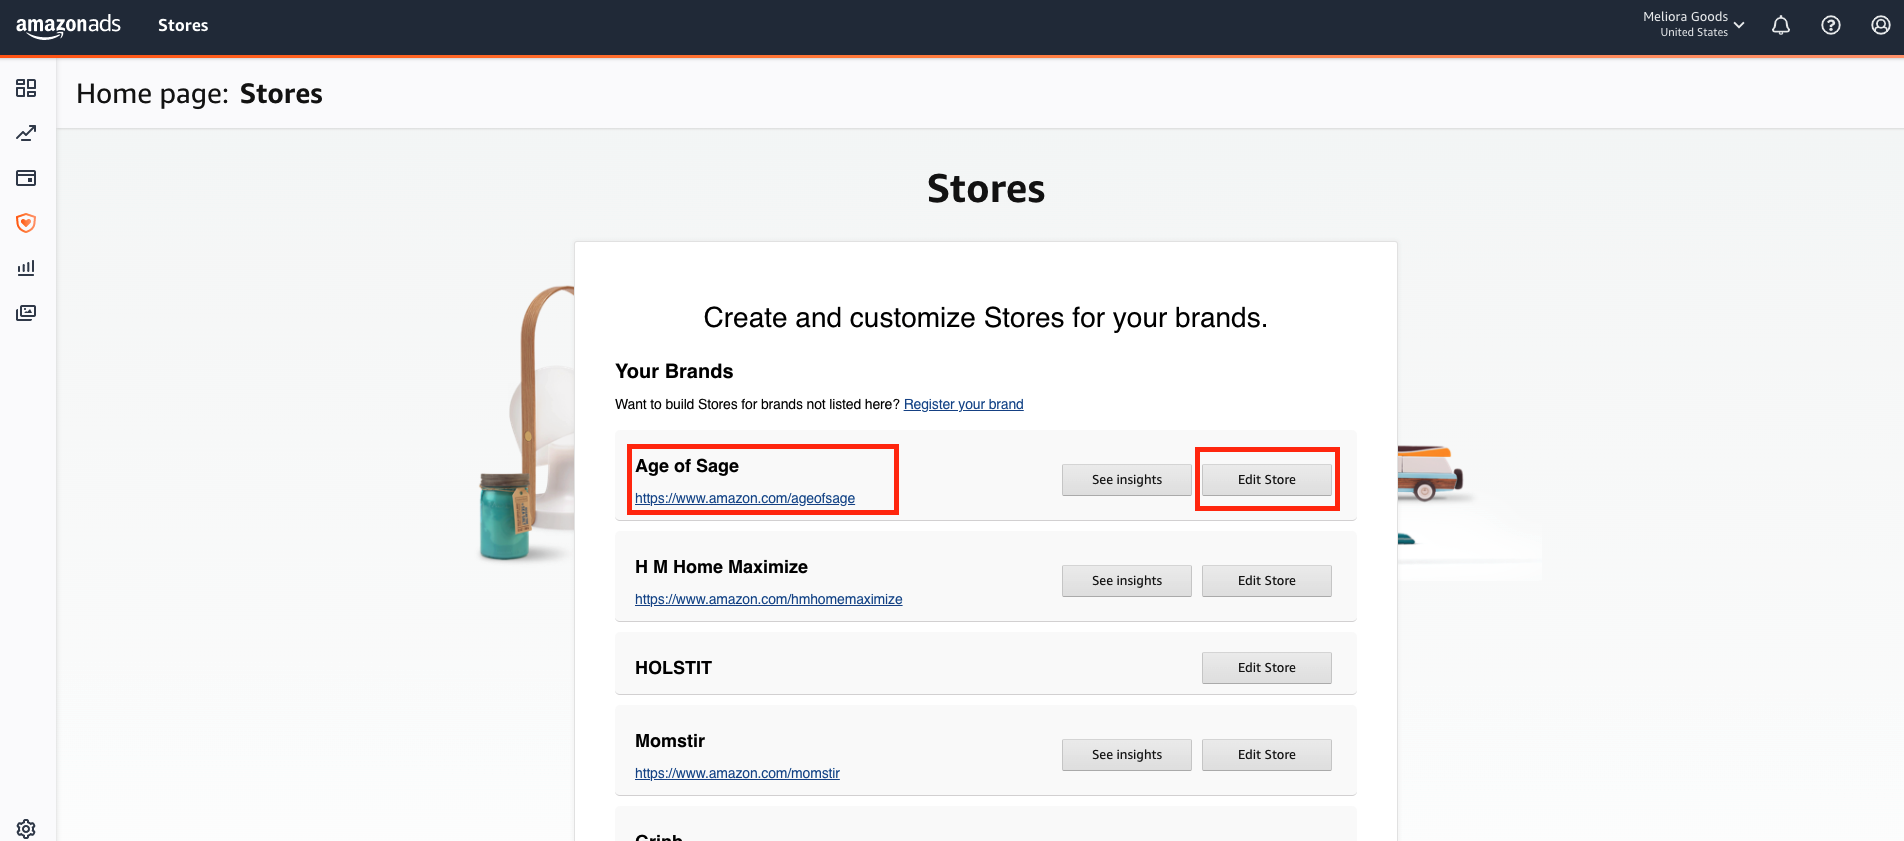 amazonads Stores
Meliora Goods
United States
Home page: Stores
Stores
Create and customize Stores for your brands.
Your Brands
Want to build Stores for brands not listed here? Register your brand
Age of Sage
https://www.amazon.com/ageofsage
See insights Edit Store
H M Home Maximize
https://www.amazon.com/hmhomemaximize
See insights Edit Store
HOLSTIT
Edit Store
Momstir
https://www.amazon.com/momstir
See insights Edit Store